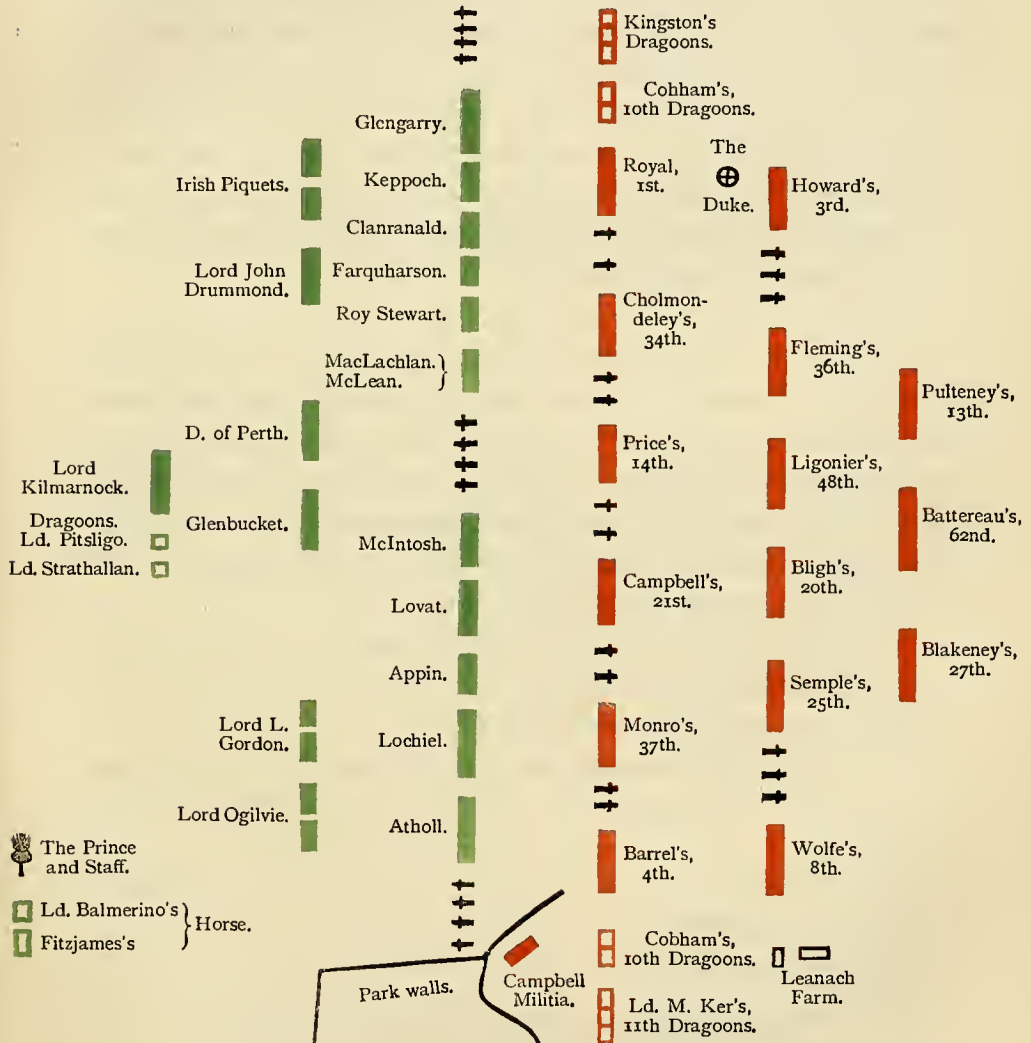 Kingston's
Dragoons.
Cohham's,
10th Dragoons.
Glengarry.
The
Duke.
Royal,
1st.
Howard's,
3rd.
Irish Piquets.
Keppoch.
Clanranald.
Lord John
Drummond.
Farquharson.
Roy Stewart.
Cholmon-
deley's,
34th.
Fleming's,
36th.
MacLachlan.
McLean.
Pulteney's,
13th.
D. of Perth.
Price's,
14th.
Ligonier's,
48th.
Lord
Kilmarnock.
Dragoons.
Ld. Pitsligo.
Ld. Strathallan.
Glenbucket.
McIntosh.
Battereau's,
62nd.
Lovat.
Campbell's,
21st.
Bligh's,
20th.
Blakeney's,
27th.
Appin.
Semple's,
25th.
Lord L.
Gordon.
Lochiel.
Monro's,
37th.
Lord Ogilvie.
Atholl.
The Prince
and Staff.
Barrel's,
4th.
Wolfe's,
8th.
Ld. Balmerino's
Fitzjames's
Horse.
Park walls.
Campbell
Militia.
Cobham's,
10th Dragoons.
Leanach
Farm.
Ld. M. Ker's,
11th Dragoons.